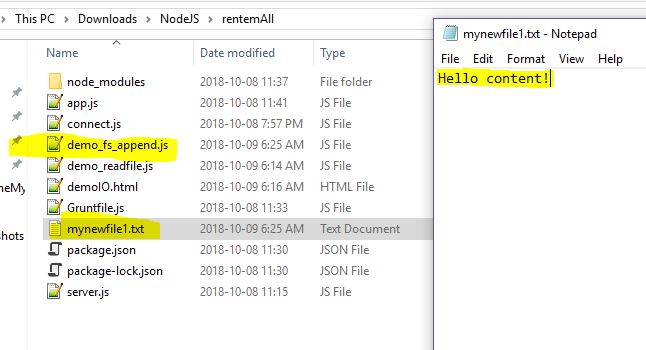 This PC > Downloads > NodeJS > rentemAll
Name Date modified Type
node_modules 2018-10-08 11:37 File folder
app.js 2018-10-08 11:41 JS File
connect.js 2018-10-08 7:57 PM JS File
demo_fs_append.js 2018-10-09 6:25 AM JS File
demo_readfile.js 2018-10-09 6:14 AM JS File
demoIO.html 2018-10-09 6:16 AM HTML File
Gruntfile.js 2018-10-08 11:33 JS File
mynewfile1.txt 2018-10-09 6:25 AM Text Document
package.json 2018-10-08 11:30 JSON File
package-lock.json 2018-10-08 11:30 JSON File
server.js 2018-10-08 11:15 JS File
neMy
shots
mynewfile1.txt - Notepad
File Edit Format View Help
Hello content!